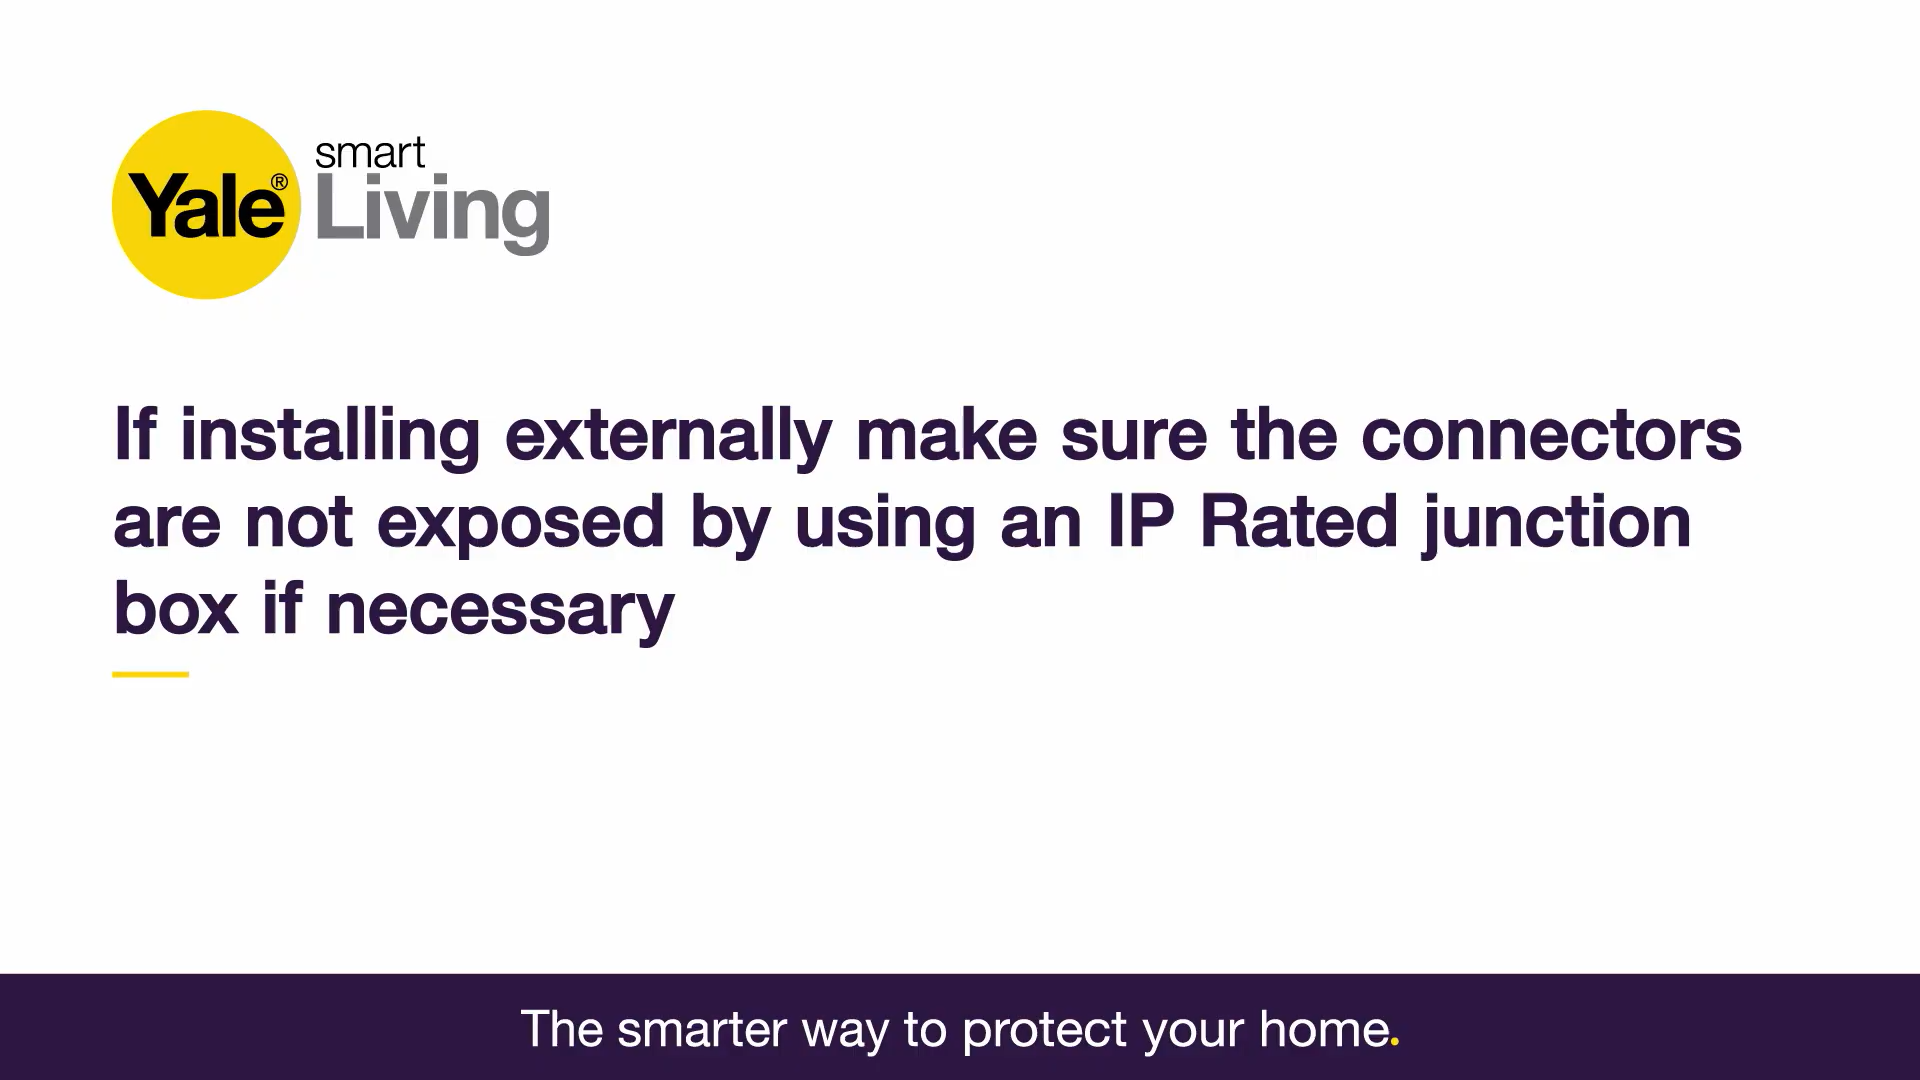 Yale®
smart
Living
If installing externally make sure the connectors
are not exposed by using an IP Rated junction
box if necessary
The smarter way to protect your home.